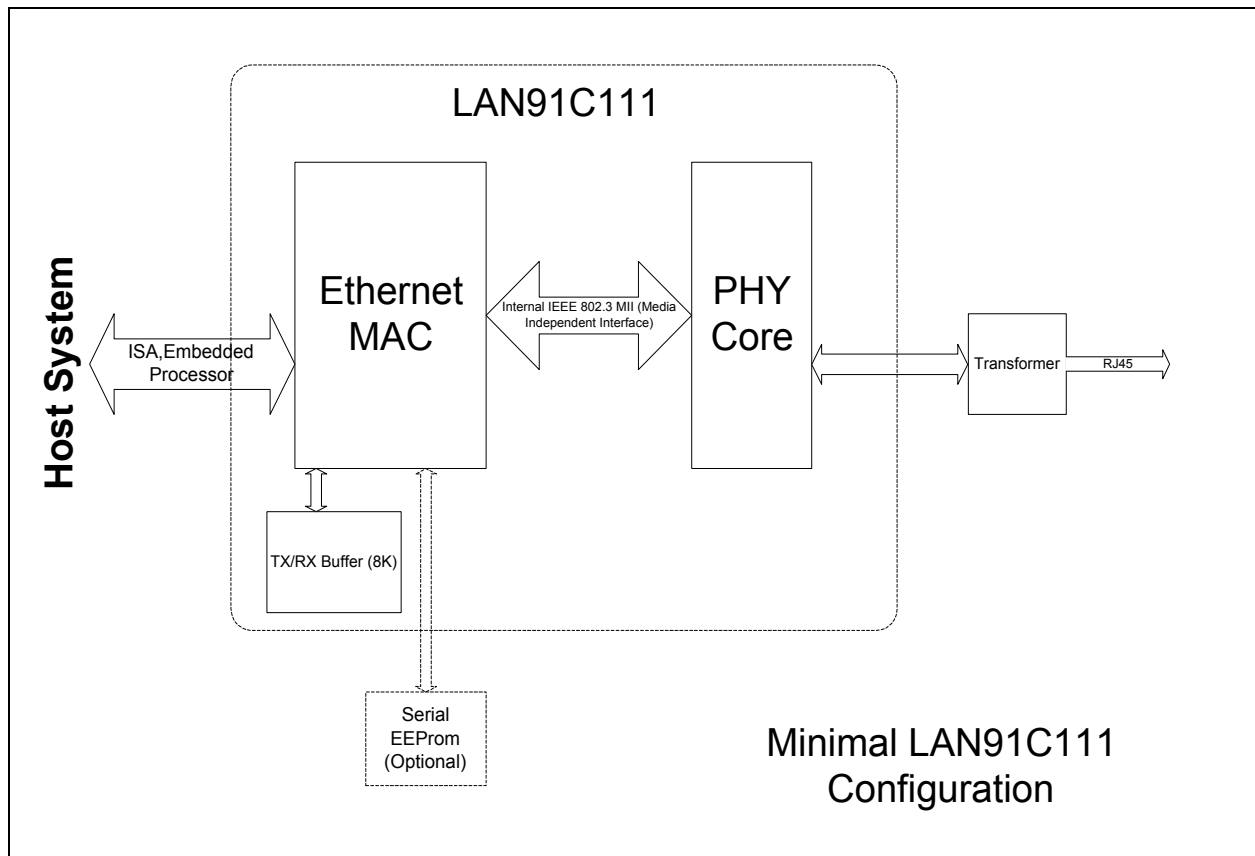 LAN91C111
Host System
ISA,Embedded
Processor
Ethernet
MAC
Internal IEEE 802.3 MII (Media
Independent Interface)
PHY
Core
Transformer
RJ45
TX/RX Buffer (8K)
Serial
EEProm
(Optional)
Minimal LAN91C111
Configuration